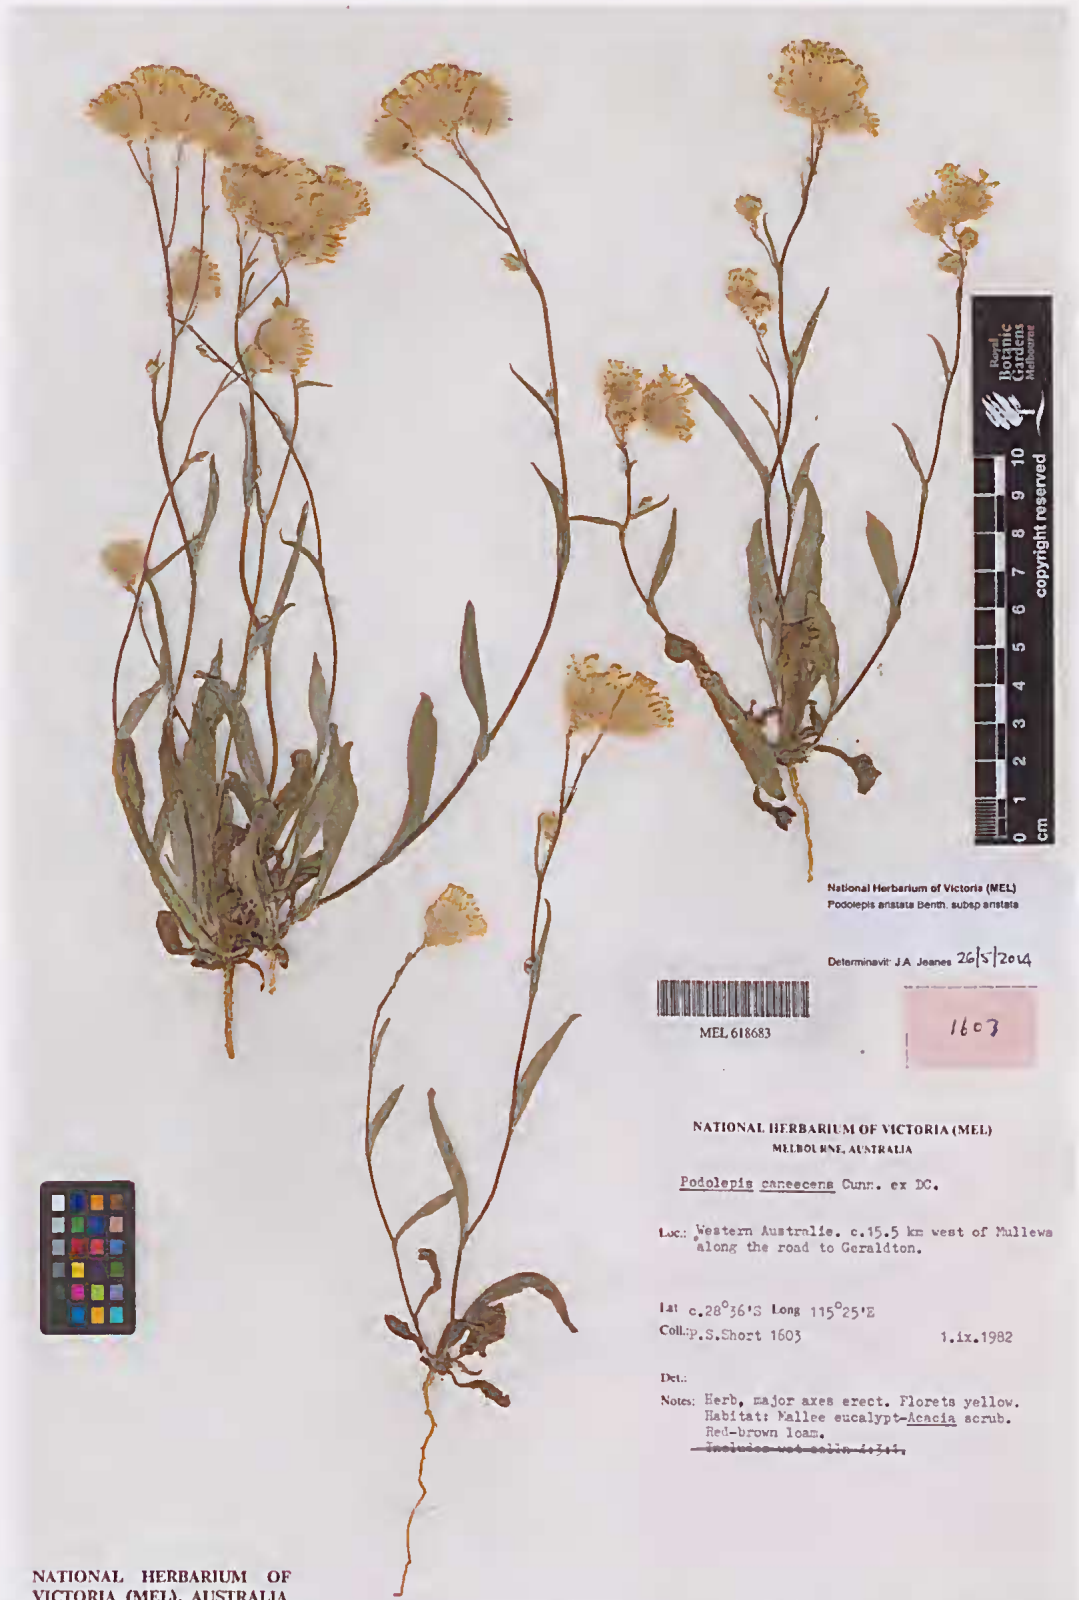 Royal
Botanic
Gardens
Melbourne
copyright reserved
10
9
8
7
6
5
4
3
2
1
0
cm
National Herbarium of Victoria (MEL)
Podolepis aristata Benth. subsp aristata
Determinavit: J.A. Jeanes 26/5/2014
MEL 618683
1603
NATIONAL HERBARIUM OF VICTORIA (MEL)
MELBOURNE, AUSTRALIA
Podolepis canescens Cunn. ex DC.
Loc.: Western Australia. c.15.5 km west of Mullewa
along the road to Geraldton.
Lat c.28°36'S Long 115°25'E
Coll.: P.S.Short 1603 1.ix.1982
Det.:
Notes: Herb, major axes erect. Florets yellow.
Habitat: Mallee eucalypt-Acacia scrub.
Red-brown loam.
Includes wet colln
NATIONAL HERBARIUM OF
VICTORIA (MEL), AUSTRALIA